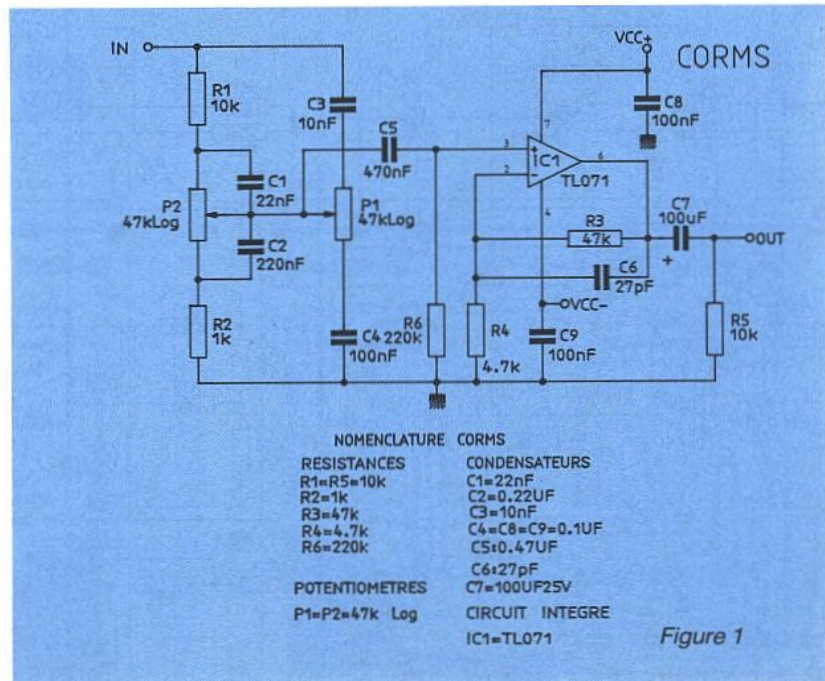 IN
R1
10k
C3
10nF
C5
470nF
C1
22nF
P2
47kLog
P1
47kLog
C2
220nF
R2
1k
C4
100nF
R6
220k
VCC+
CORMS
C8
100nF
7
3
+
IC1
6
2
-
TL071
4
R3
47k
C7
100uF
+
OUT
C6
27pF
VCC-
R4
4.7k
C9
100nF
R5
10k
NOMENCLATURE CORMS
RESISTANCES
R1=R5=10k
R2=1k
R3=47k
R4=4.7k
R6=220k
POTENTIOMETRES
P1=P2=47k Log
CONDENSATEURS
C1=22nF
C2=0.22UF
C3=10nF
C4=C8=C9=0.1UF
C5:0.47UF
C6:27pF
C7=100UF25V
CIRCUIT INTEGRE
IC1=TL071
Figure 1